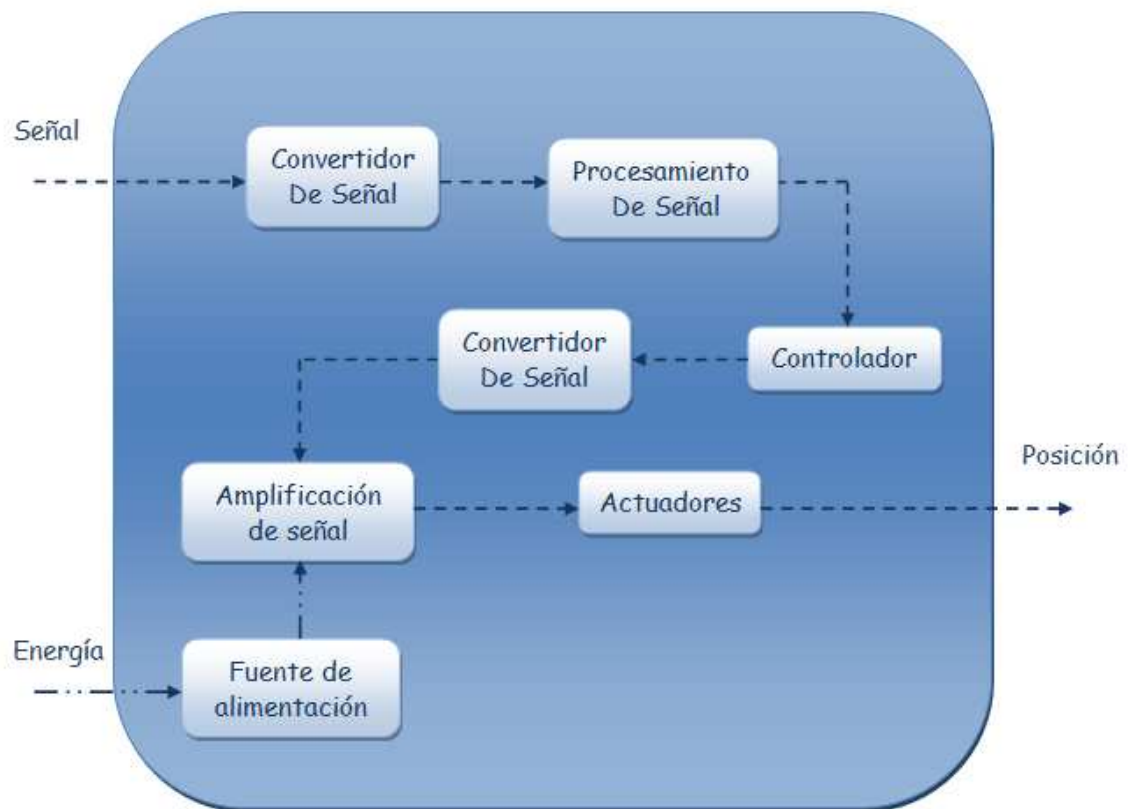 Señal
Convertidor
De Señal
Procesamiento
De Señal
Convertidor
De Señal
Controlador
Posición
Amplificación
de señal
Actuadores
Energía
Fuente de
alimentación